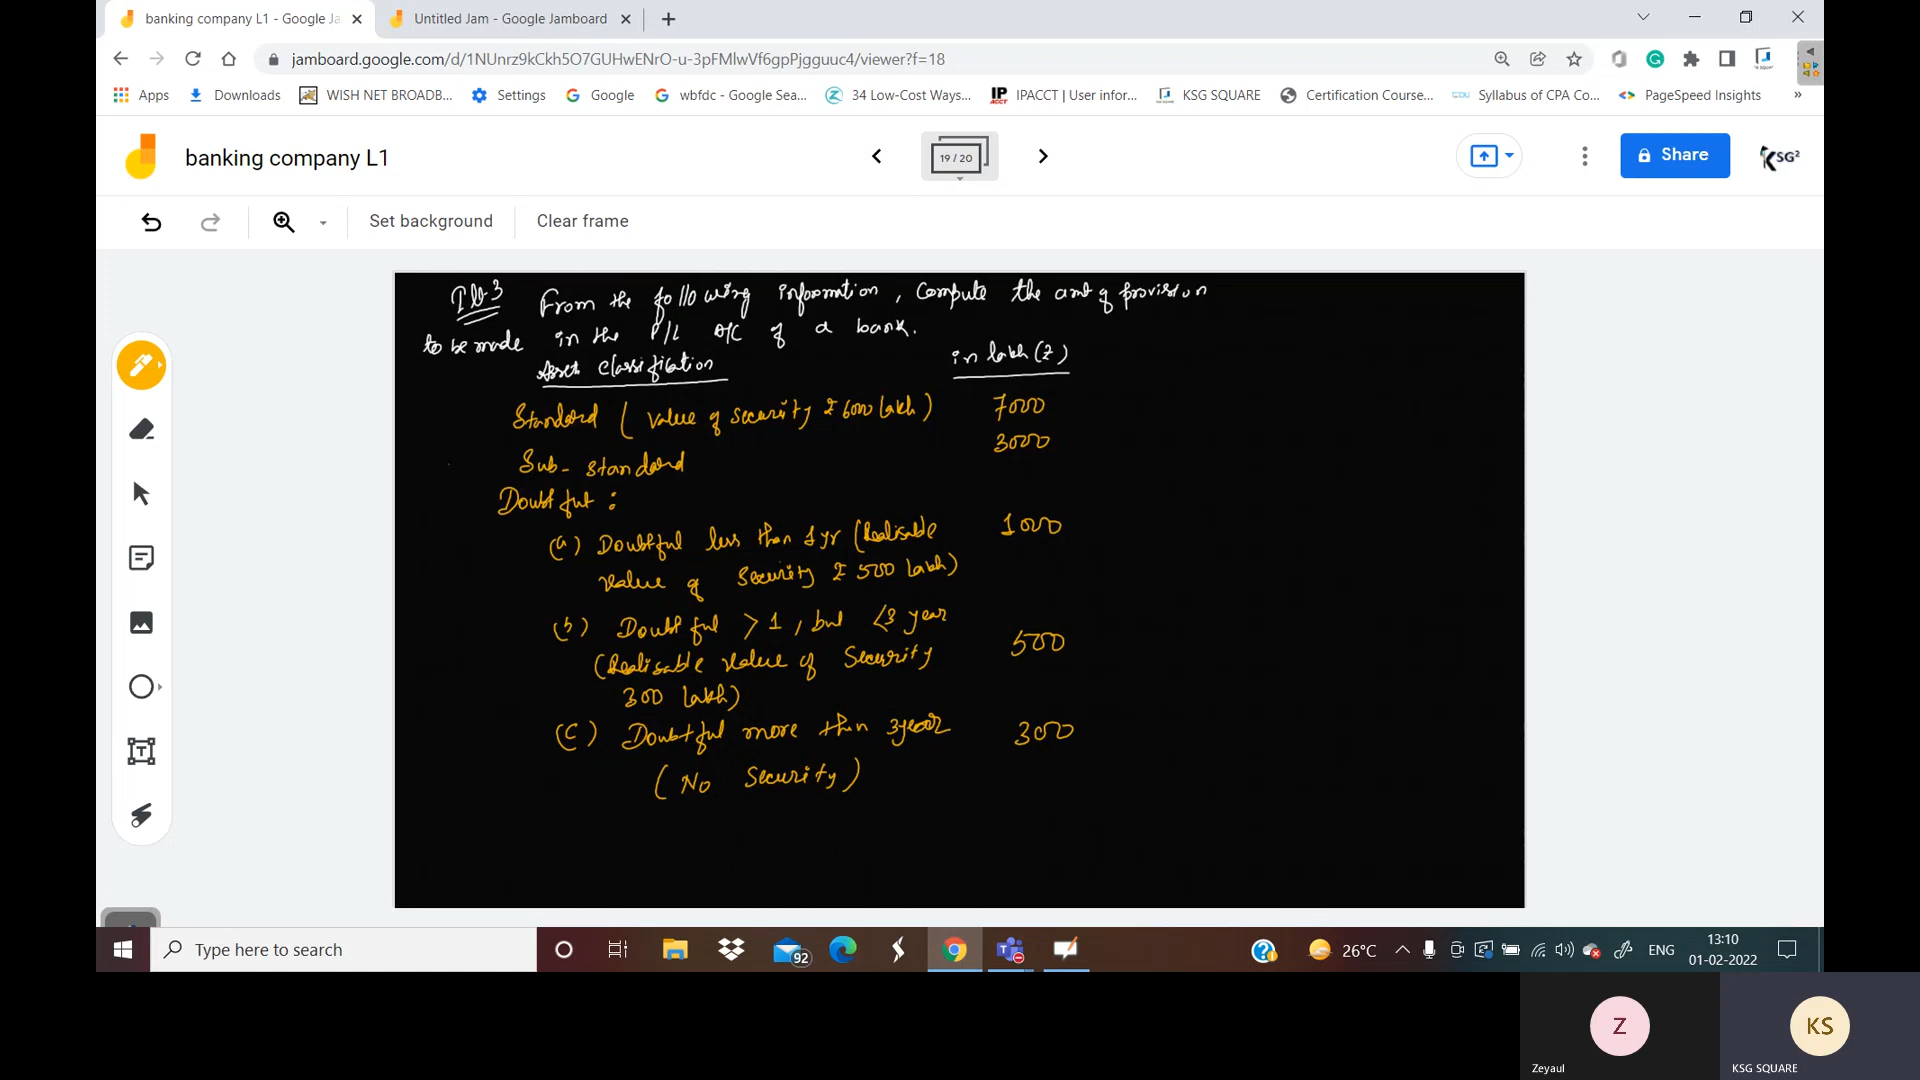 banking company L1 - Google Ja
Untitled Jam - Google Jamboard
jamboard.google.com/d/1NUnrz9kCkh5O7GUHwENrO-u-3pFMlwVf6gpPjgguuc4/viewer?f=18
Apps Downloads WISH NET BROADB... Settings Google wbfdc - Google Sea... 34 Low-Cost Ways... IPACCT | User infor... KSG SQUARE Certification Course... Syllabus of CPA Co... PageSpeed Insights »
banking company L1
19 / 20
Share
KSG²
Set background Clear frame
Ill-3 From the following information, compute the amt of provision
to be made in the P/L A/C of a bank.
Asset Classification in lakh (₹)
Standard (value of security ₹ 6000 lakh) 7000
Sub-standard 3000
Doubtful:
(a) Doubtful less than 1 yr (Realisable 1000
value of Security ₹ 500 lakh)
(b) Doubtful > 1, but <3 year
(Realisable value of Security 500
300 lakh)
(c) Doubtful more than 3 year 300
(No Security)
Type here to search
92
26°C
ENG
13:10
01-02-2022
Z
Zeyaul
KS
KSG SQUARE